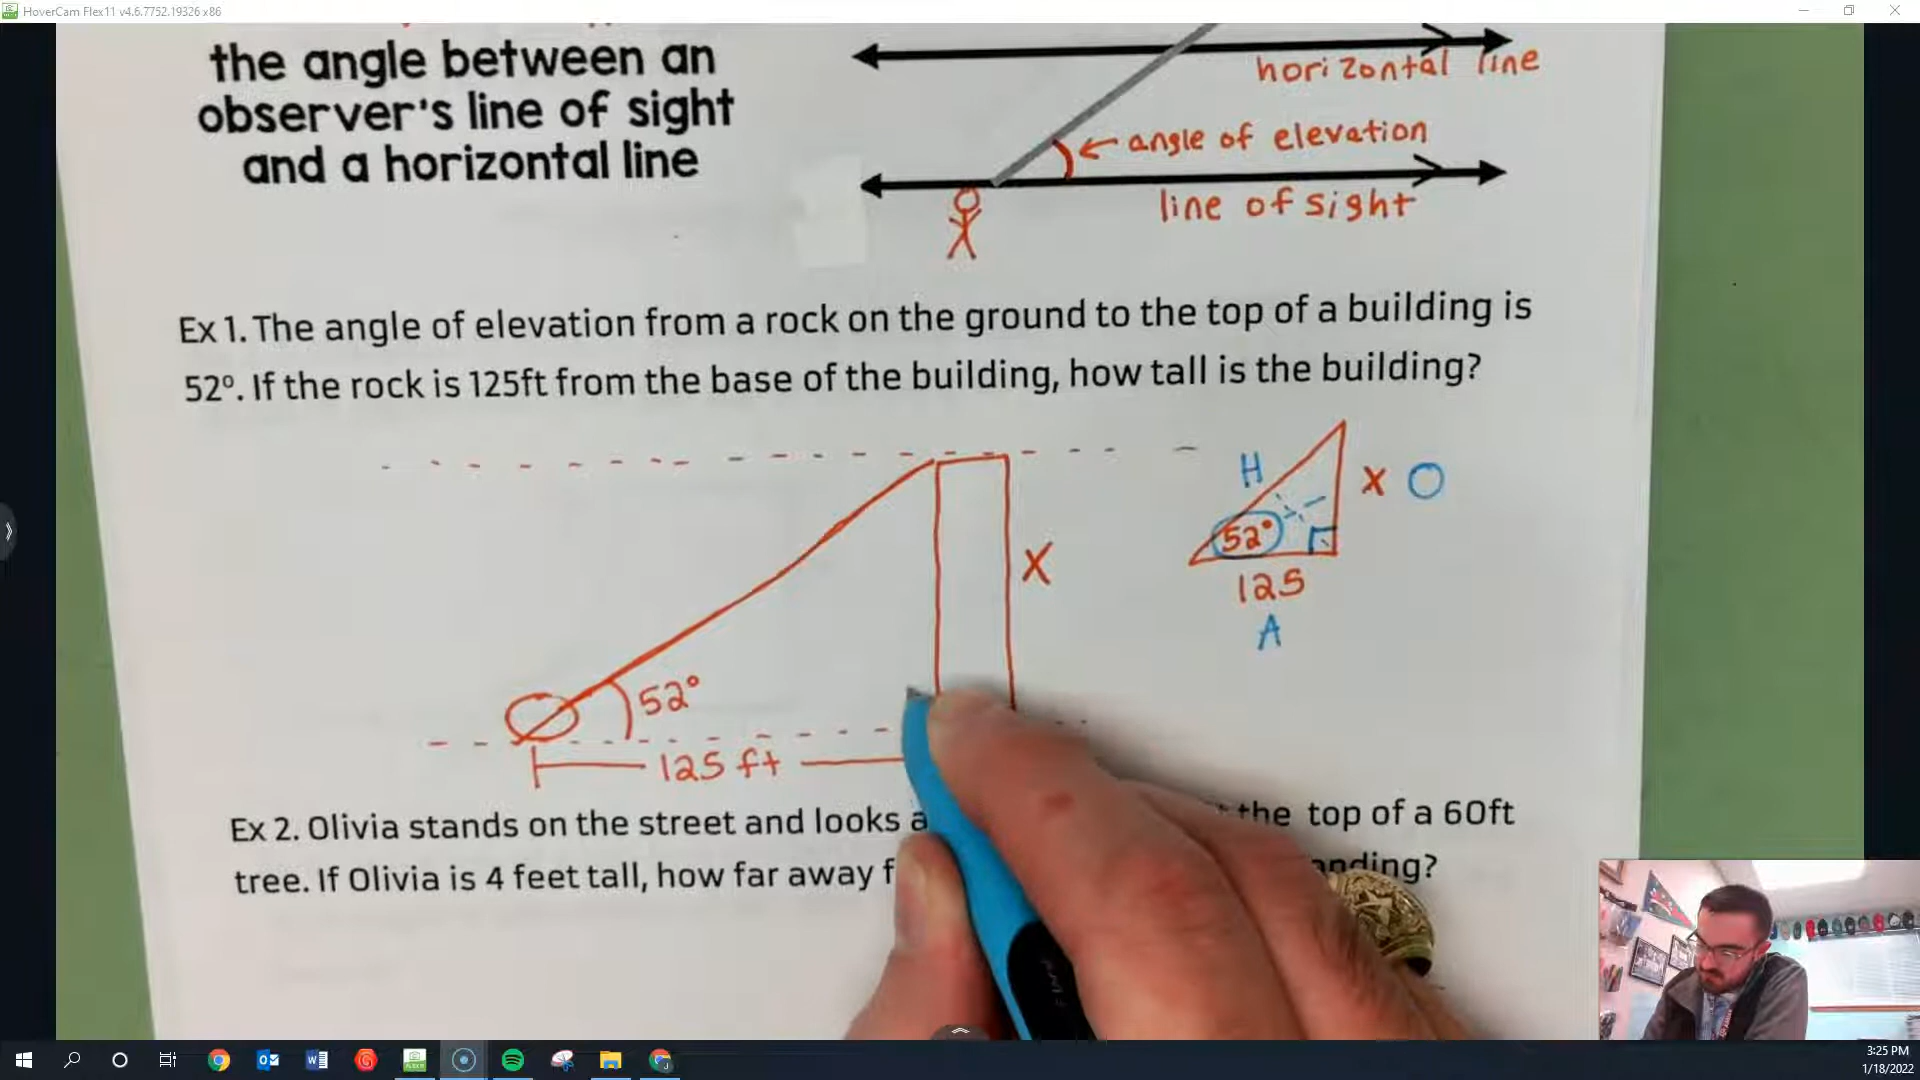 HoverCam Flex11 v4.6.7752.19326 x86
the angle between an
observer's line of sight
and a horizontal line
horizontal line
←angle of elevation
line of sight
Ex 1. The angle of elevation from a rock on the ground to the top of a building is
52°. If the rock is 125ft from the base of the building, how tall is the building?
H
x O
52°
125
A
X
52°
125 ft
Ex 2. Olivia stands on the street and looks
the top of a 60ft
tree. If Olivia is 4 feet tall, how far away
3:25 PM
1/18/2022